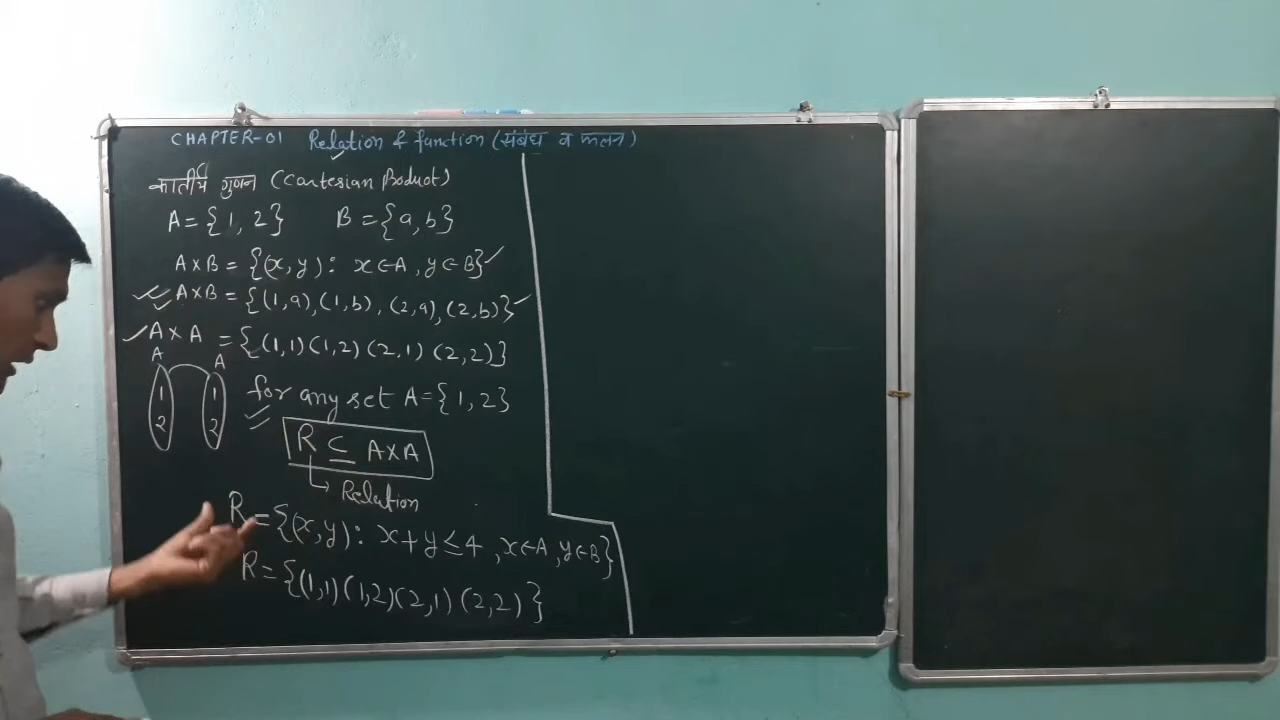 CHAPTER-01 Relation & function (संबंध व फलन)
कार्तीय गुणन (Cartesian Product)
A={1,2} B={a,b}
A×B={(x,y): x∈A, y∈B}
A×B={(1,a),(1,b),(2,a),(2,b)}
A×A={(1,1)(1,2)(2,1)(2,2)}
A A
1 1
2 2
for any set A={1,2}
R⊆A×A
Relation
R={(x,y): x+y≤4, x∈A, y∈B}
R={(1,1)(1,2)(2,1)(2,2)}